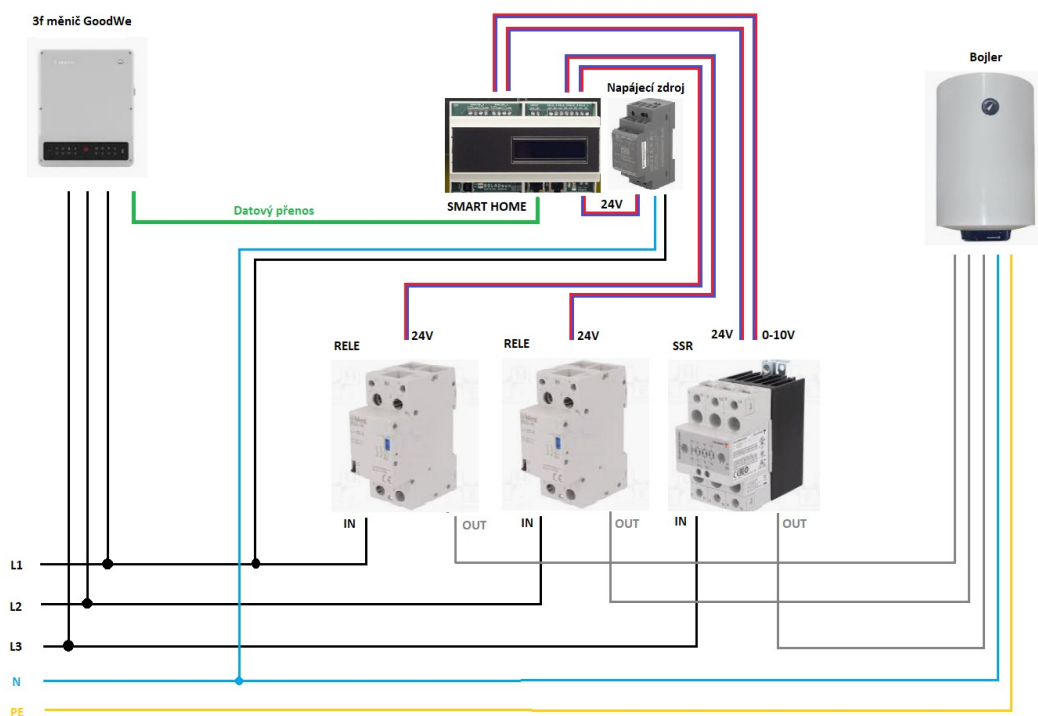 3f měnič GoodWe
Bojler
Napájecí zdroj
SMART HOME
24V
Datový přenos
RELE
24V
RELE
24V
SSR
24V
0-10V
IN
OUT
IN
OUT
IN
OUT
L1
L2
L3
N
PE